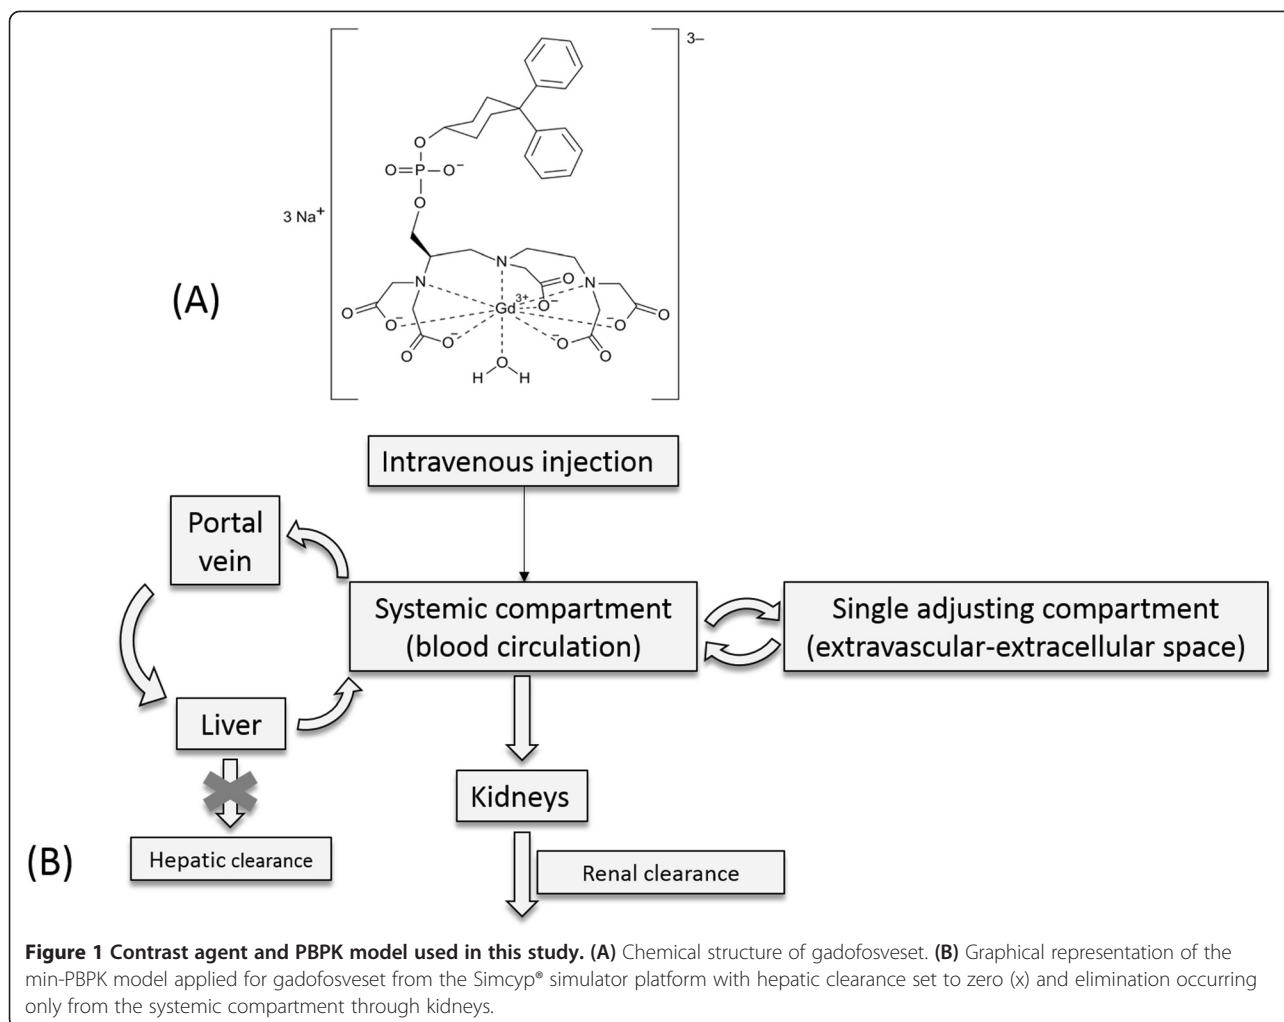 3–
O
O=P–O⁻
O
3 Na⁺
N
N
N
O
O
O⁻
O⁻
Gd³⁺
O⁻
O
O
O⁻
O⁻
O
O
H O H
(A)
Intravenous injection
Portal
vein
Systemic compartment
(blood circulation)
Single adjusting compartment
(extravascular-extracellular space)
Liver
Kidneys
Hepatic clearance
Renal clearance
(B)
Figure 1 Contrast agent and PBPK model used in this study. (A) Chemical structure of gadofosveset. (B) Graphical representation of the
min-PBPK model applied for gadofosveset from the Simcyp® simulator platform with hepatic clearance set to zero (x) and elimination occurring
only from the systemic compartment through kidneys.